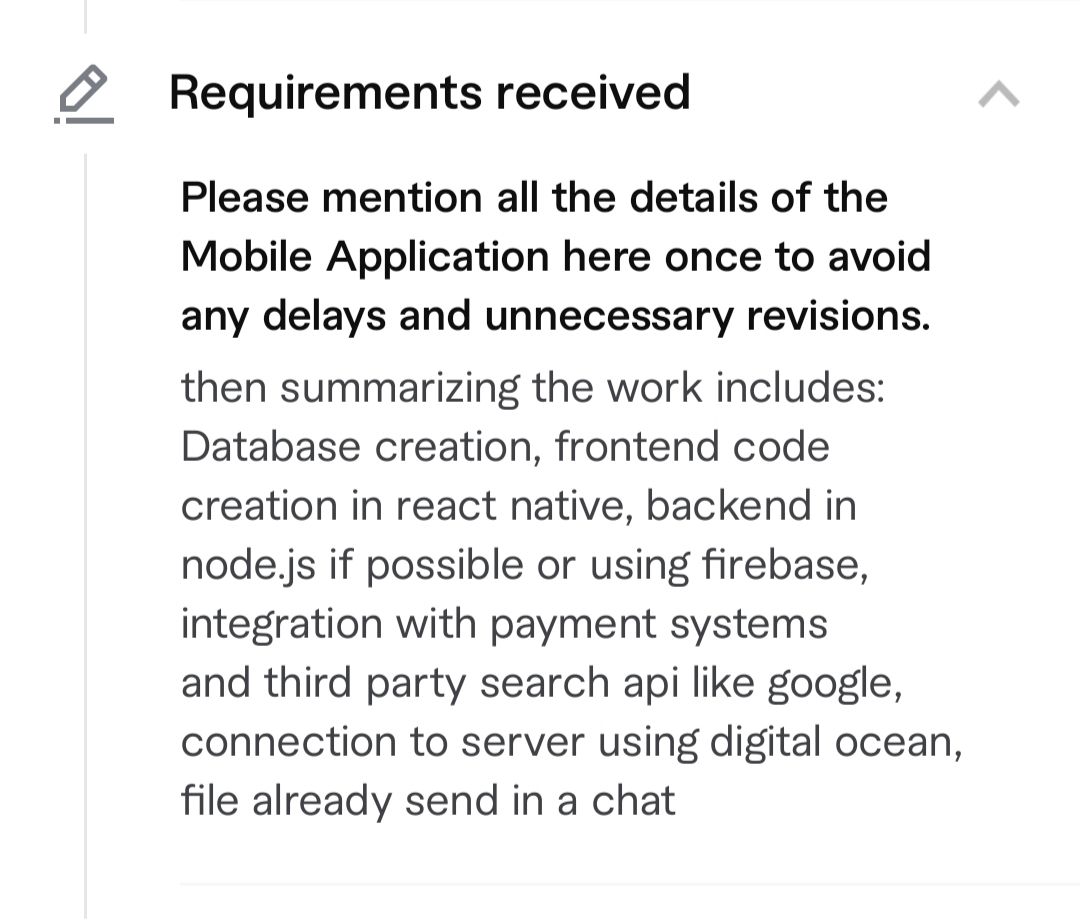 Requirements received
Please mention all the details of the
Mobile Application here once to avoid
any delays and unnecessary revisions.
then summarizing the work includes:
Database creation, frontend code
creation in react native, backend in
node.js if possible or using firebase,
integration with payment systems
and third party search api like google,
connection to server using digital ocean,
file already send in a chat